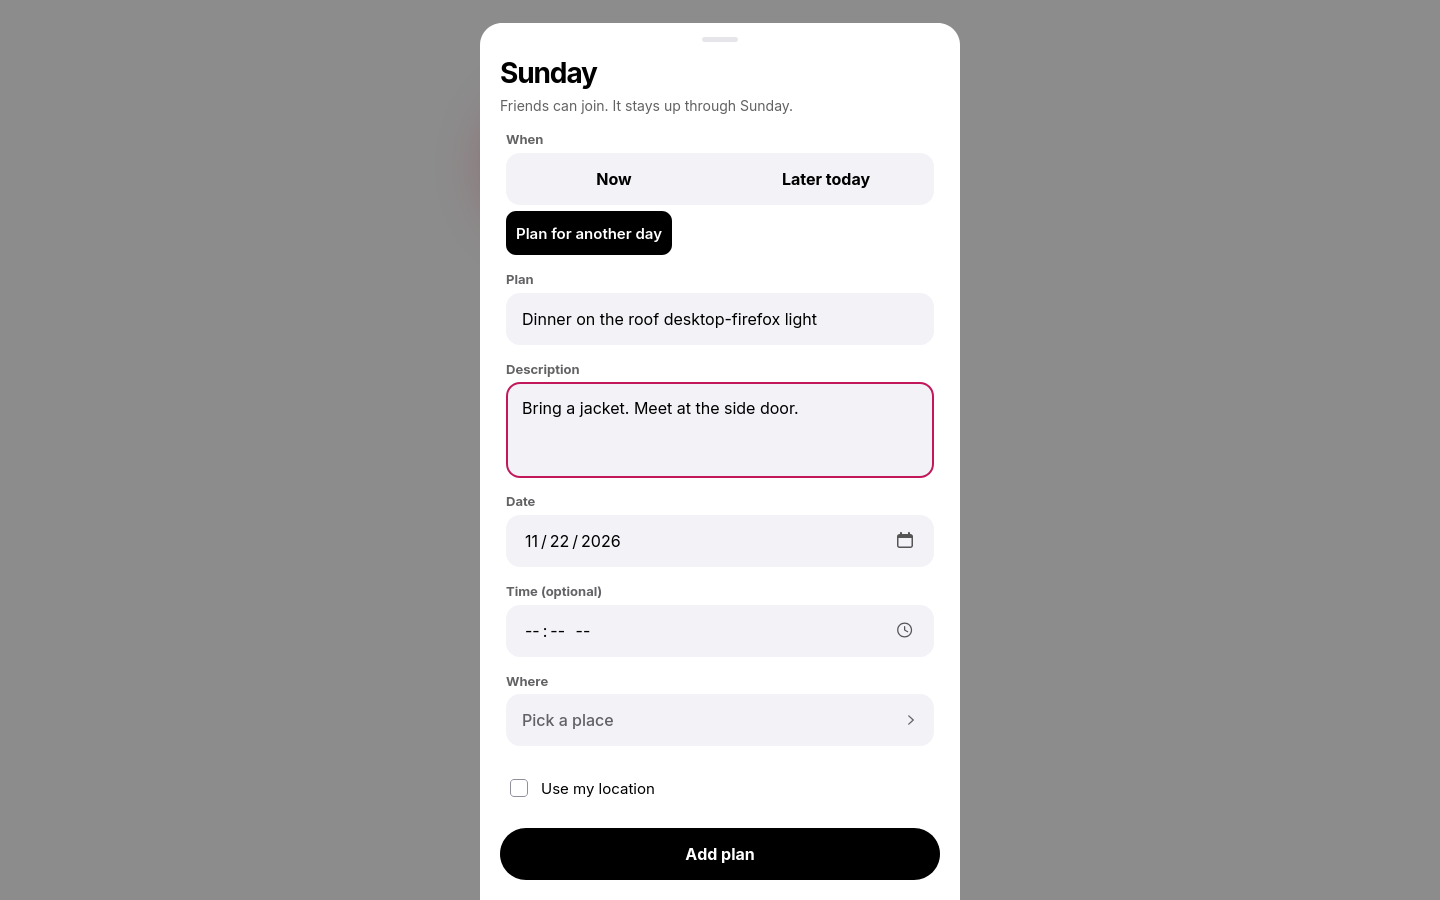 Sunday
Friends can join. It stays up through Sunday.
When
Now
Later today
Plan for another day
Plan
Dinner on the roof desktop-firefox light
Description
Bring a jacket. Meet at the side door.
Date
11 / 22 / 2026
Time (optional)
-- : -- --
Where
Pick a place
Use my location
Add plan